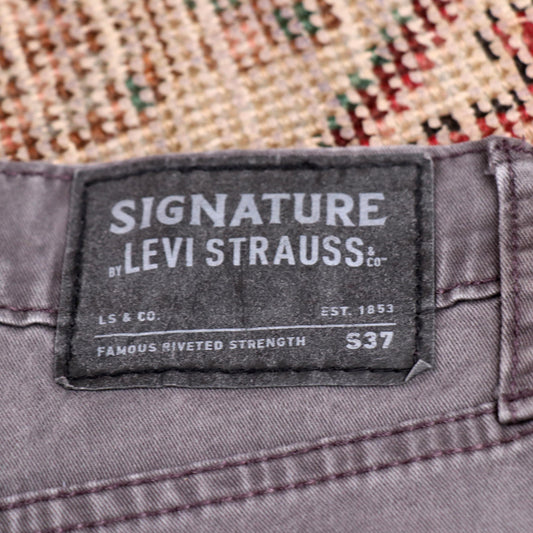 SIGNATURE
BY LEVI STRAUSS & CO™
LS & CO. EST. 1853
FAMOUS RIVETED STRENGTH S37